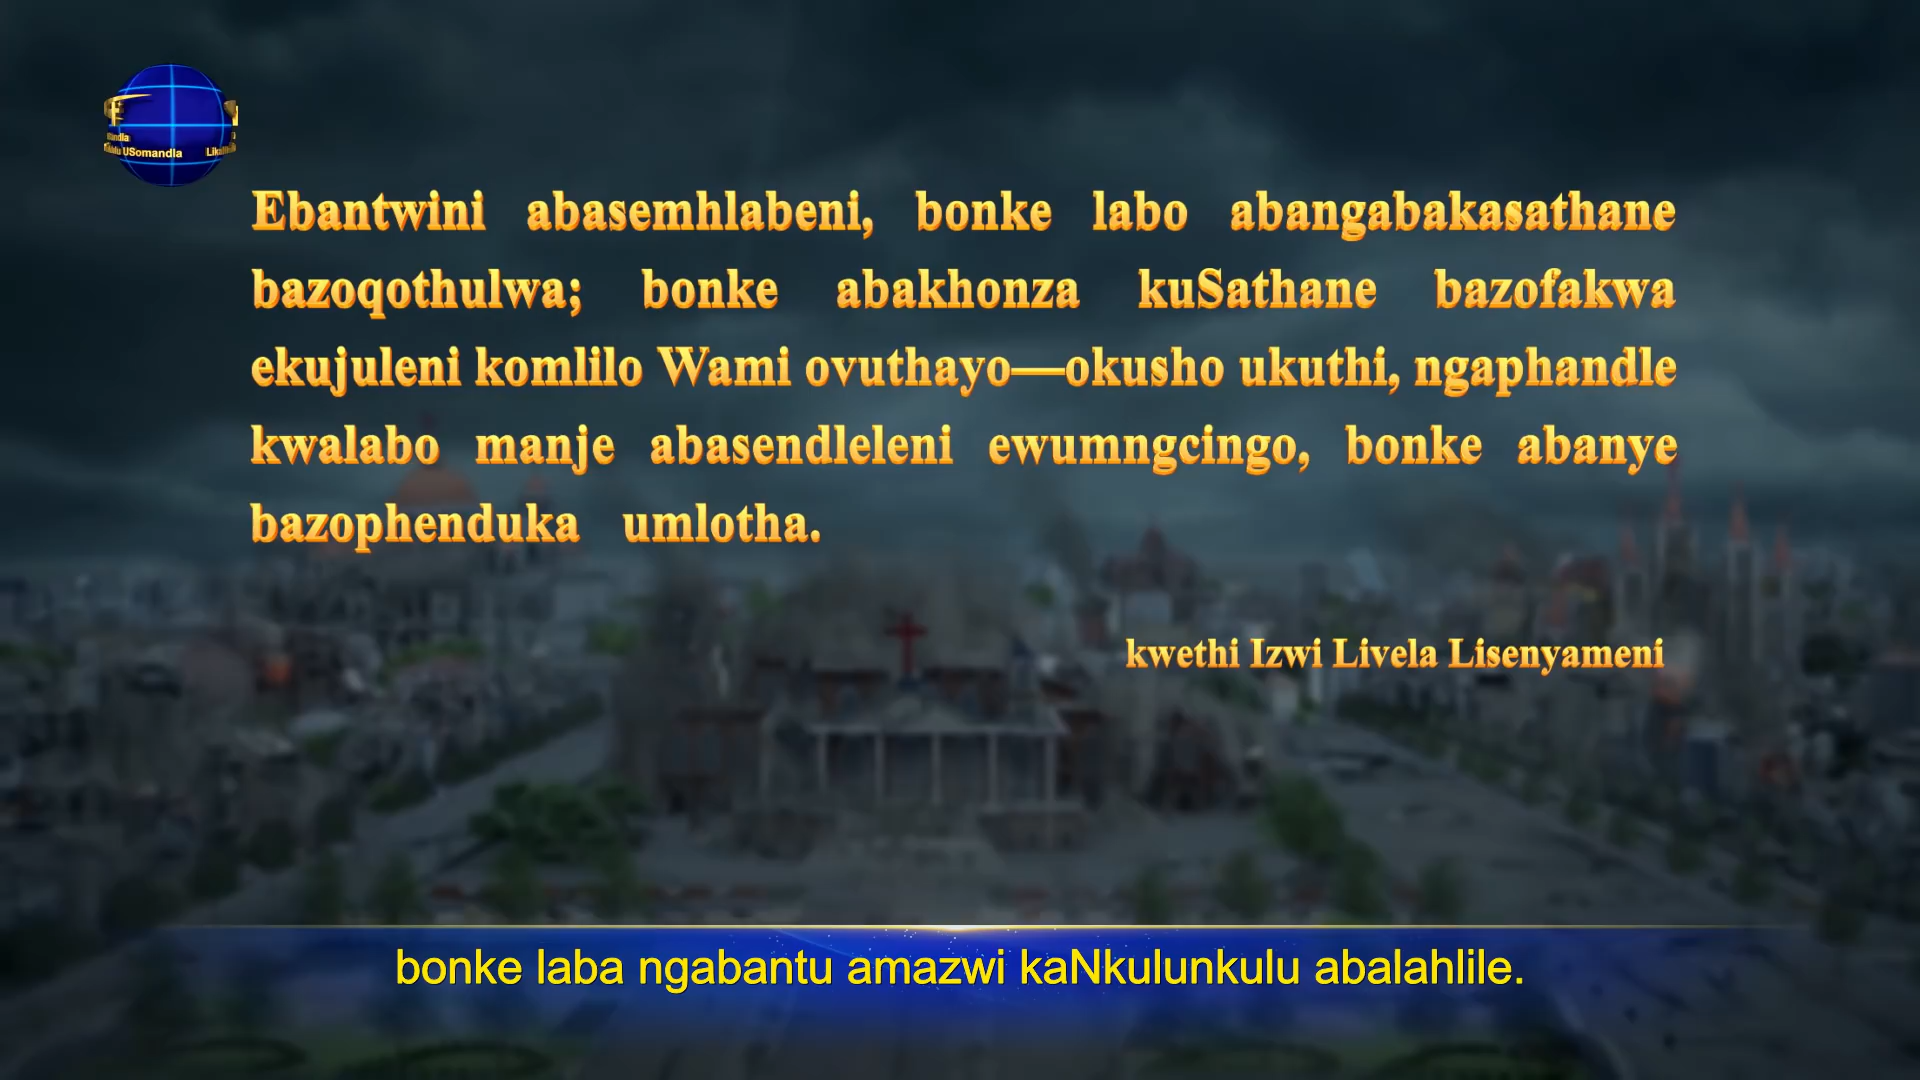 USomandla
Ebantwini abasemhlabeni, bonke labo abangabakasathane
bazoqothulwa; bonke abakhonza kuSathane bazofakwa
ekujuleni komlilo Wami ovuthayo—okusho ukuthi, ngaphandle
kwalabo manje abasendleleni ewumngcingo, bonke abanye
bazophenduka umlotha.
kwethi Izwi Livela Lisenyameni
bonke laba ngabantu amazwi kaNkulunkulu abalahlile.